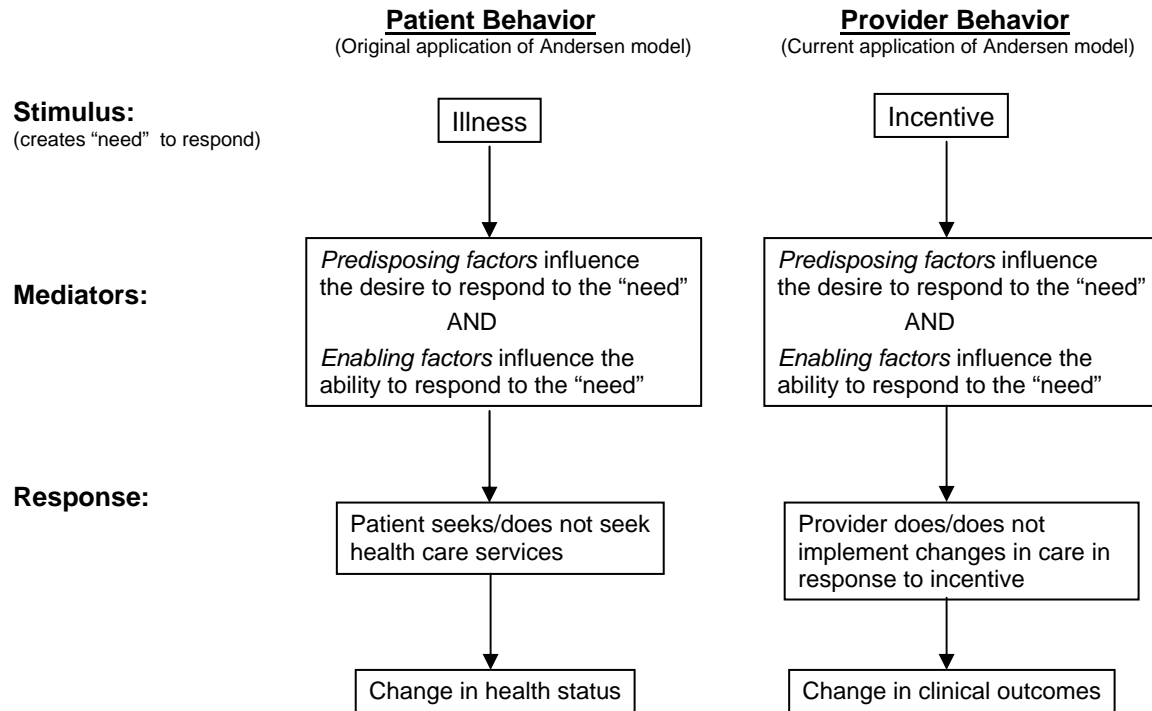 Patient Behavior
(Original application of Andersen model)
Provider Behavior
(Current application of Andersen model)
Stimulus:
(creates “need” to respond)
Illness
Incentive
Mediators:
Predisposing factors influence
the desire to respond to the “need”
AND
Enabling factors influence the
ability to respond to the “need”
Predisposing factors influence
the desire to respond to the “need”
AND
Enabling factors influence the
ability to respond to the “need”
Response:
Patient seeks/does not seek
health care services
Provider does/does not
implement changes in care in
response to incentive
Change in health status
Change in clinical outcomes